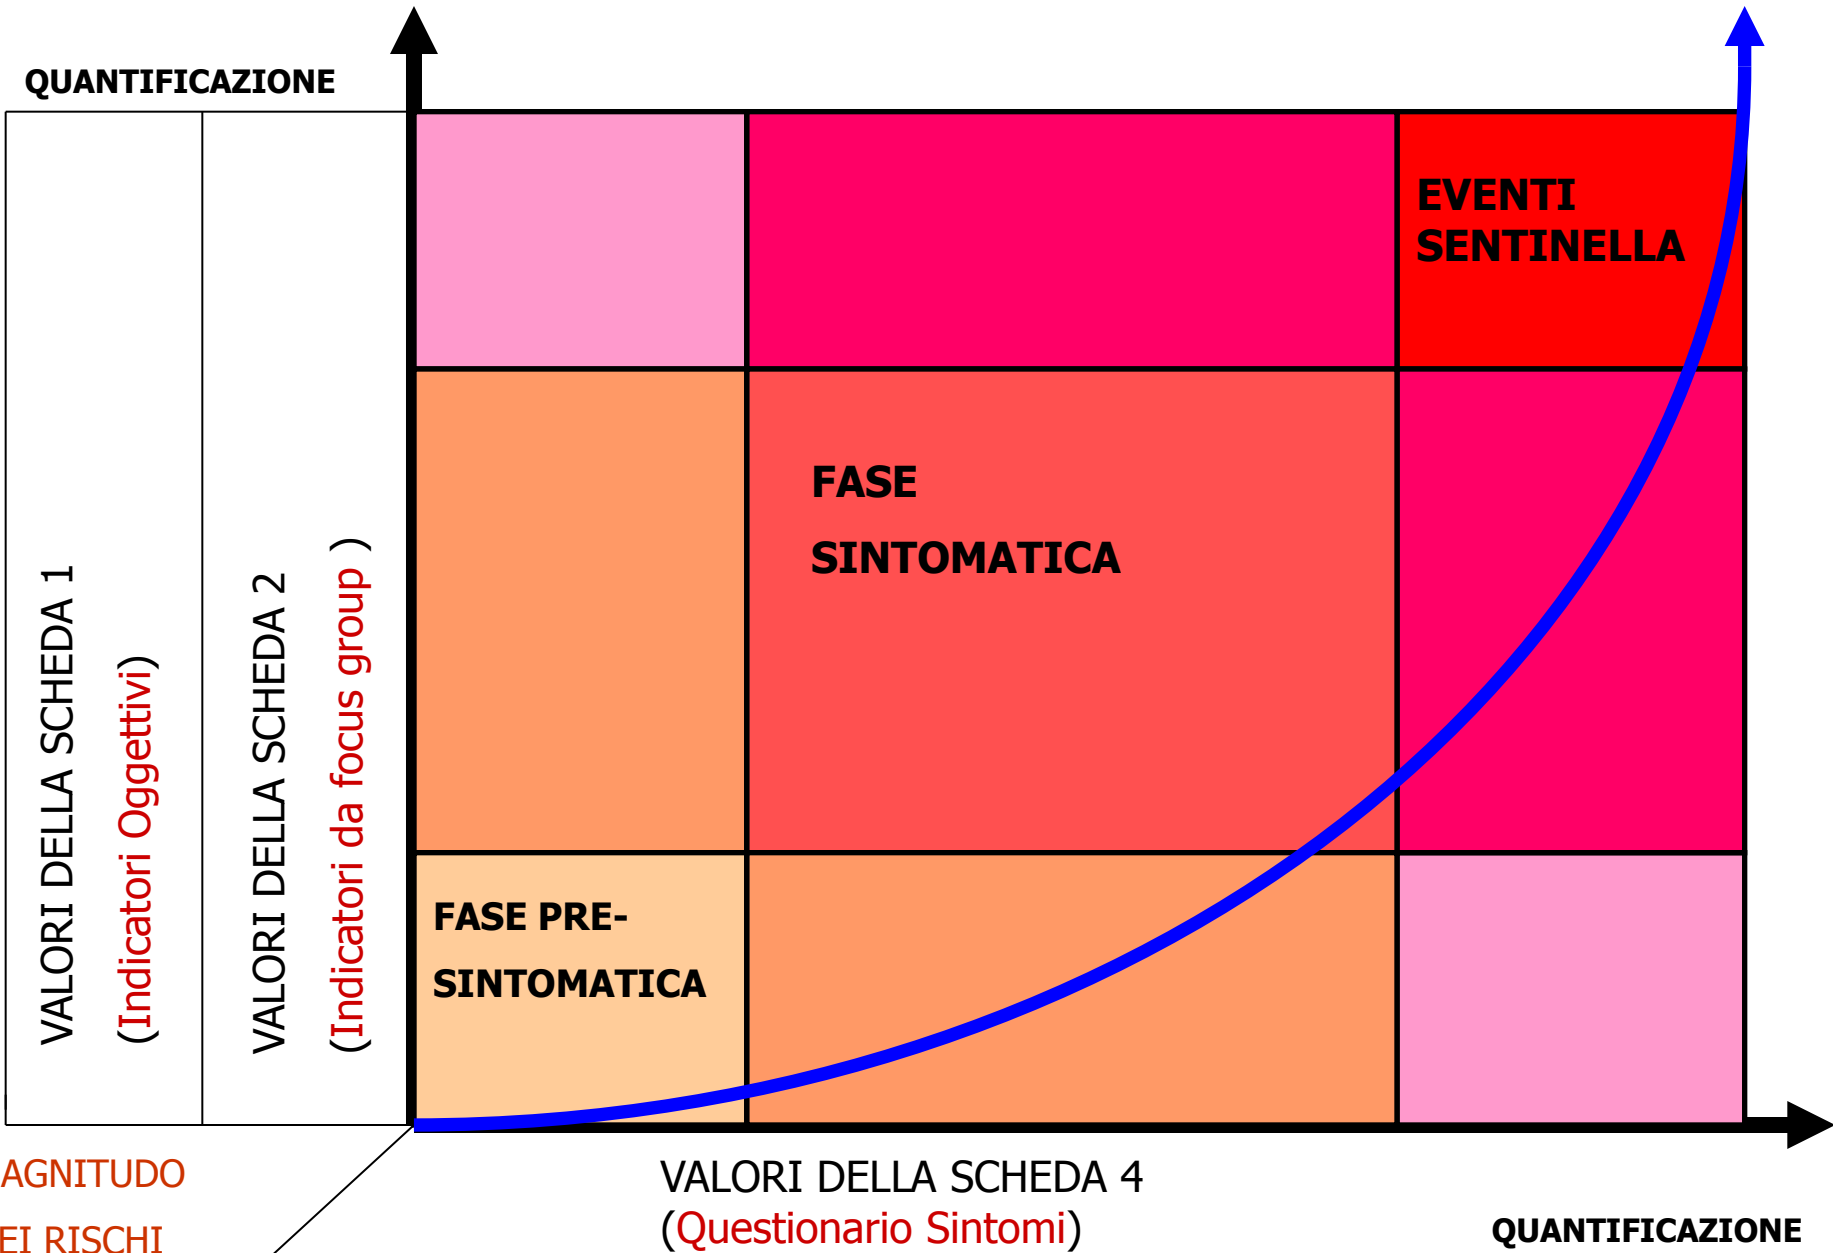 QUANTIFICAZIONE
EVENTI
SENTINELLA
FASE
SINTOMATICA
FASE PRE-
SINTOMATICA
VALORI DELLA SCHEDA 1
(Indicatori Oggettivi)
VALORI DELLA SCHEDA 2
(Indicatori da focus group )
AGNITUDO
EI RISCHI
VALORI DELLA SCHEDA 4
(Questionario Sintomi)
QUANTIFICAZIONE